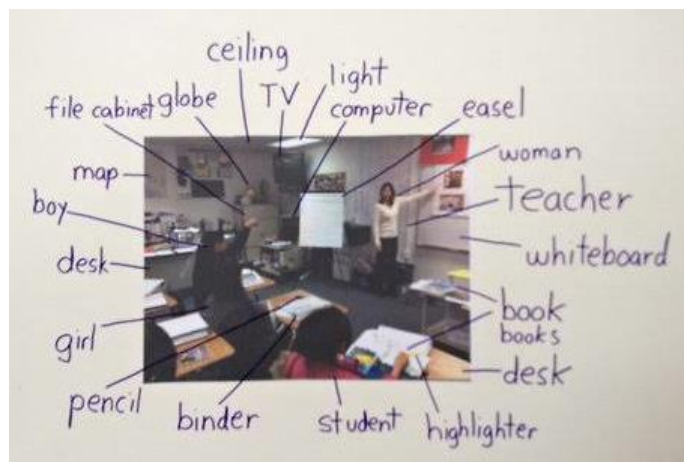 ceiling
light
file cabinet globe TV computer easel
map
woman
boy
teacher
desk
whiteboard
girl
book
books
desk
pencil
binder
student
highlighter